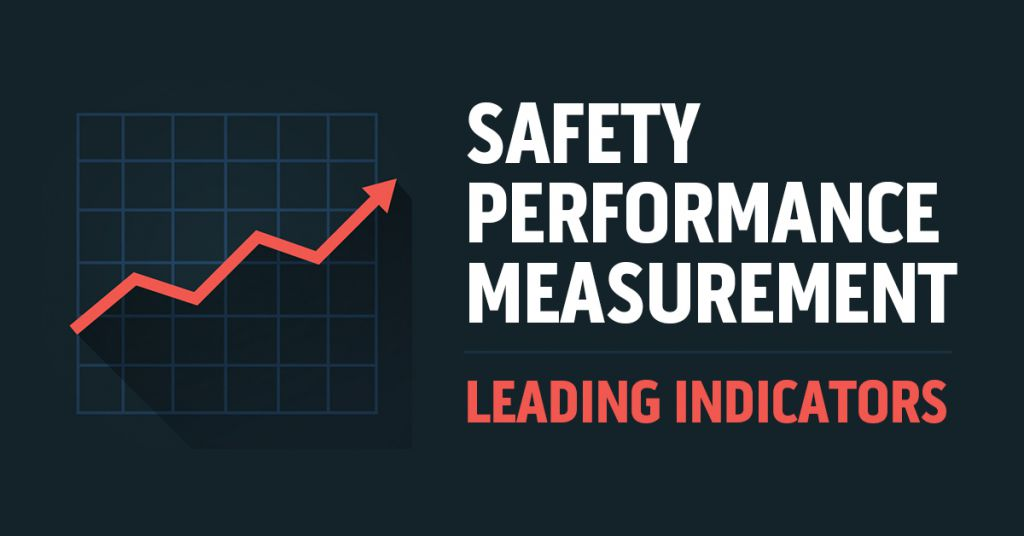 SAFETY
PERFORMANCE
MEASUREMENT
LEADING INDICATORS